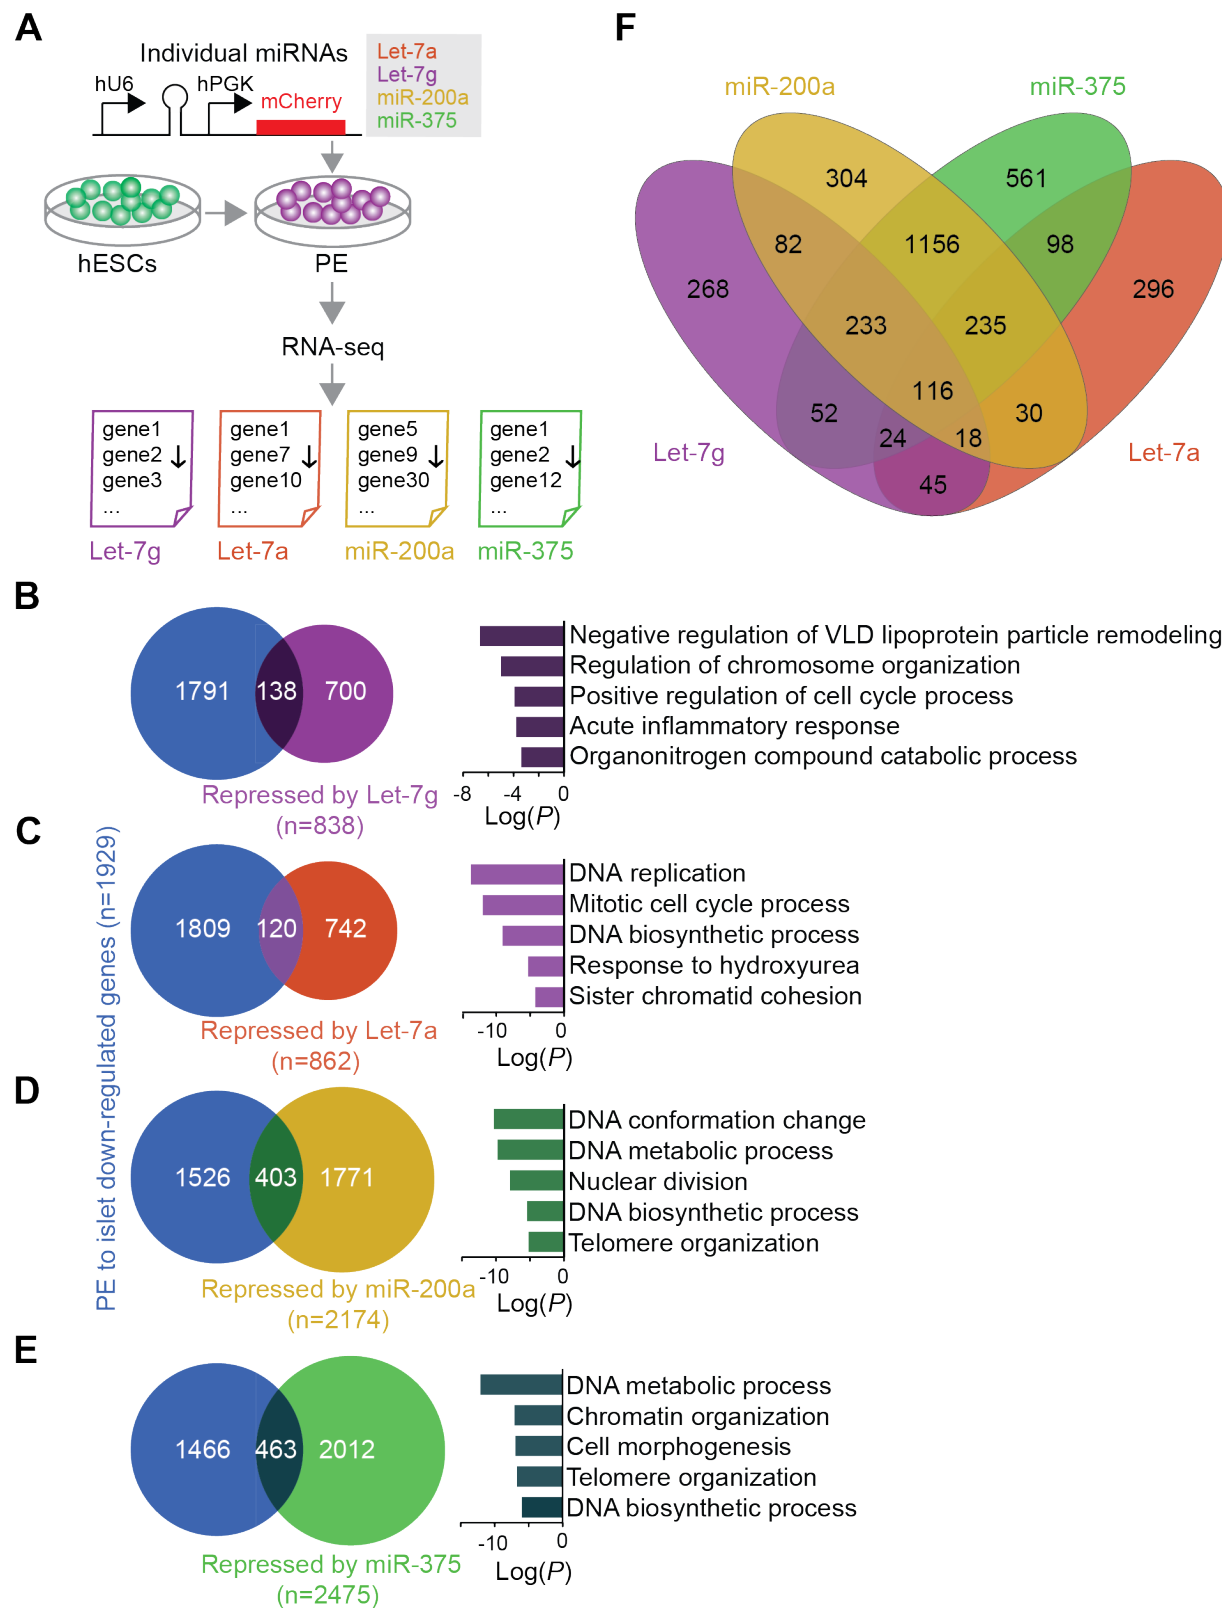 A
Individual miRNAs
hU6
hPGK
mCherry
Let-7a
Let-7g
miR-200a
miR-375
hESCs
PE
RNA-seq
gene1
gene2
gene3
...
Let-7g
gene1
gene7
gene10
...
Let-7a
gene5
gene9
gene30
...
miR-200a
gene1
gene2
gene12
...
miR-375
F
miR-200a
miR-375
304
561
82
1156
98
268
296
233
235
116
52
30
24
18
45
Let-7g
Let-7a
PE to islet down-regulated genes (n=1929)
B
1791
138
700
Repressed by Let-7g
(n=838)
Negative regulation of VLD lipoprotein particle remodeling
Regulation of chromosome organization
Positive regulation of cell cycle process
Acute inflammatory response
Organonitrogen compound catabolic process
-8 -4 0
Log(P)
C
1809
120
742
Repressed by Let-7a
(n=862)
DNA replication
Mitotic cell cycle process
DNA biosynthetic process
Response to hydroxyurea
Sister chromatid cohesion
-10 0
Log(P)
D
1526
403
1771
Repressed by miR-200a
(n=2174)
DNA conformation change
DNA metabolic process
Nuclear division
DNA biosynthetic process
Telomere organization
-10 0
Log(P)
E
1466
463
2012
Repressed by miR-375
(n=2475)
DNA metabolic process
Chromatin organization
Cell morphogenesis
Telomere organization
DNA biosynthetic process
-10 0
Log(P)